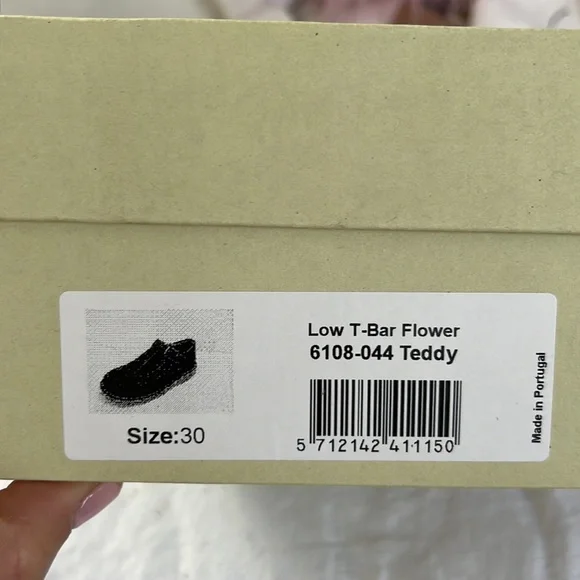 Low T-Bar Flower
6108-044 Teddy
5 712142 411150
Size:30
Made in Portugal